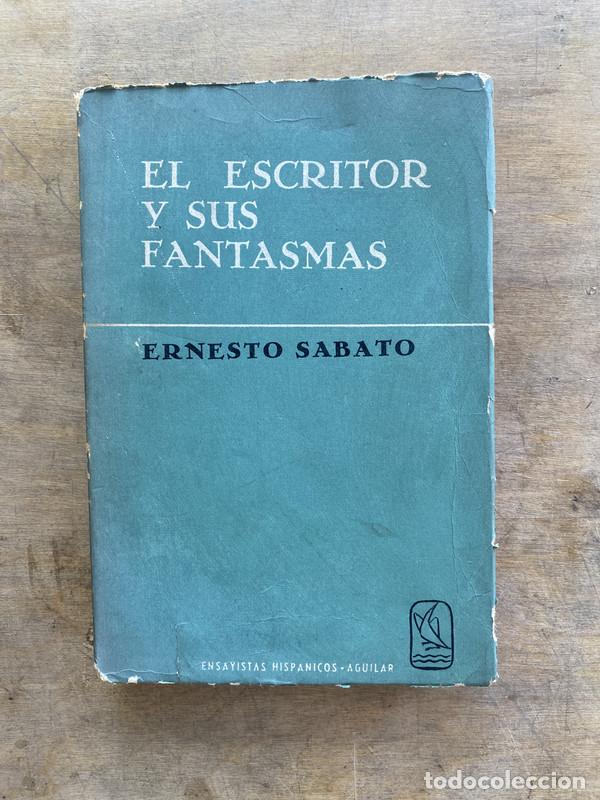 EL ESCRITOR
Y SUS
FANTASMAS
ERNESTO SABATO
ENSAYISTAS HISPANICOS - AGUILAR
todocoleccion